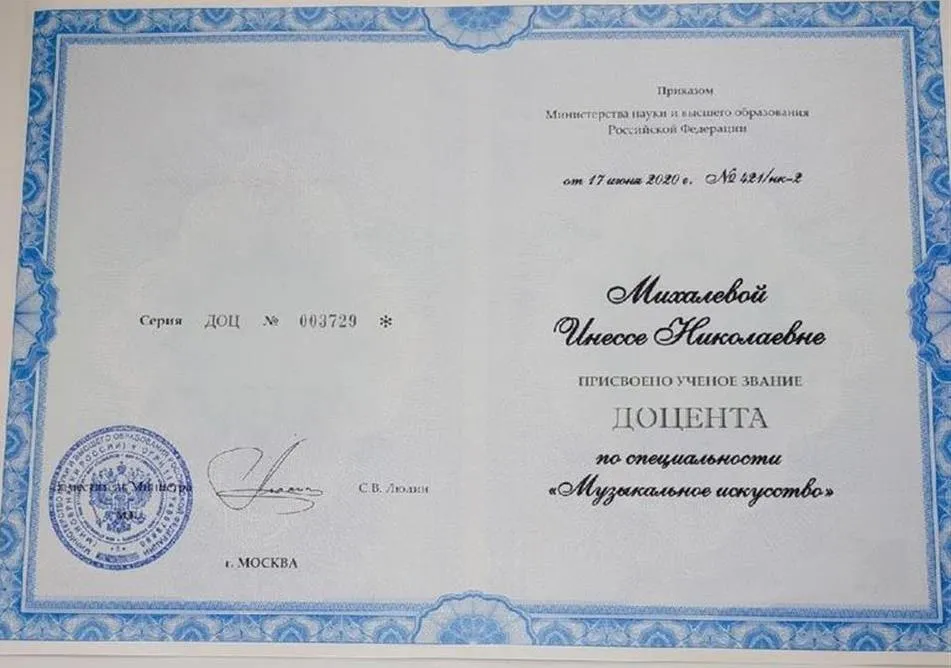 Серия ДОЦ № 003729 *
Министра
С.В. Люлин
г. МОСКВА
Приказом
Министерства науки и высшего образования
Российской Федерации
от 17 июня 2020 г. № 421/нк-2
Михалевой
Инессе Николаевне
ПРИСВОЕНО УЧЕНОЕ ЗВАНИЕ
ДОЦЕНТА
по специальности
«Музыкальное искусство»